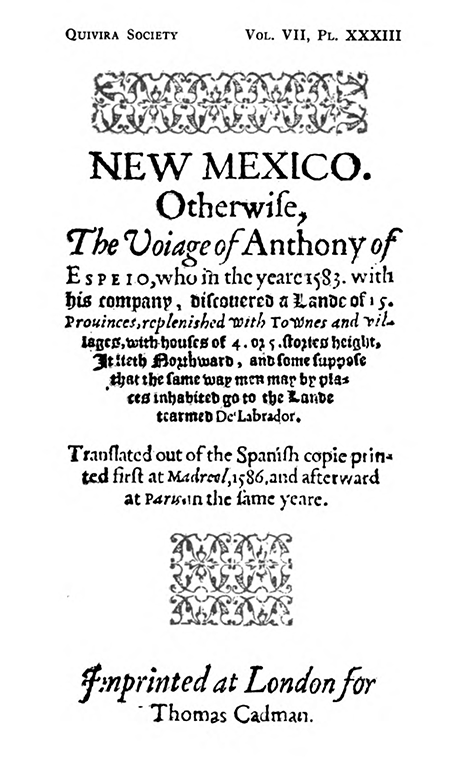 QUIVIRA SOCIETY VOL. VII, PL. XXXIII
NEW MEXICO.
Otherwiſe,
The Voiage of Anthony of
ESPEIO, who in the yeare 1583. with
his company, diſcouered a Lande of 15.
Prouinces, repleniſhed with Townes and vil-
lages, with houſes of 4. or 5. ſtories height,
It lieth Northward, and ſome ſuppoſe
that the ſame way men may by pla-
ces inhabited go to the Lande
tearmed De Labrador.
Tranſlated out of the Spaniſh copie prin-
ted firſt at Madreel, 1586, and afterward
at Paris in the ſame yeare.
Imprinted at London for
Thomas Cadman.